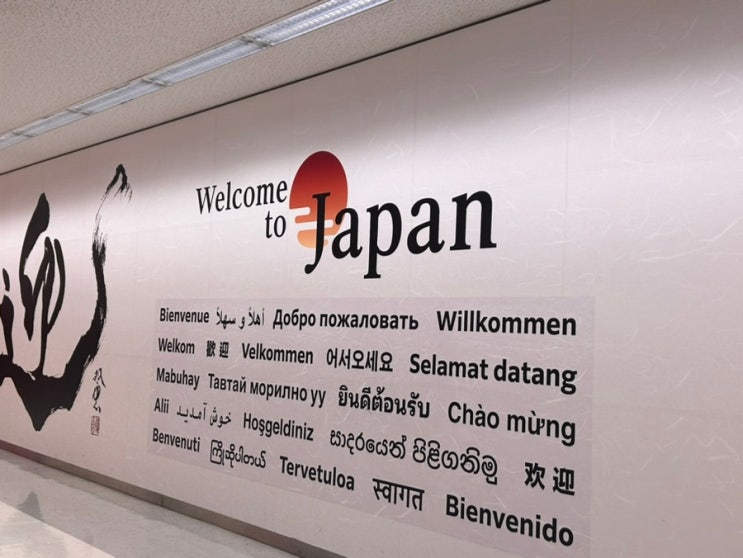 迎
Welcome
to Japan
Bienvenue أهلاً و سهلاً Добро пожаловать Willkommen
Welkom 歡迎 Velkommen 어서오세요 Selamat datang
Mabuhay Тавтай морилно уу ยินดีต้อนรับ Chào mừng
Alii خوش آمدید Hoşgeldiniz සාදරයෙන් පිළිගනිමු 欢迎
Benvenuti ကြိုဆိုပါတယ် Tervetuloa स्वागत Bienvenido